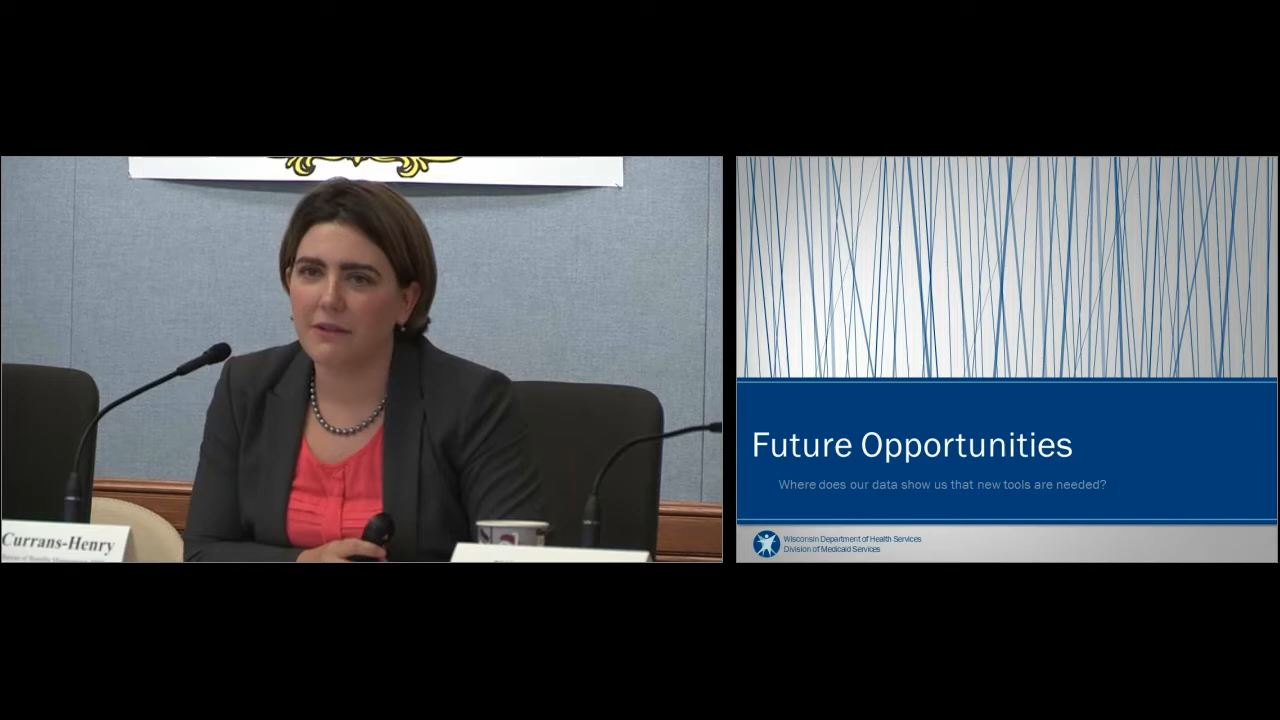 Currans-Henry
Future Opportunities
Where does our data show us that new tools are needed?
Wisconsin Department of Health Services
Division of Medicaid Services